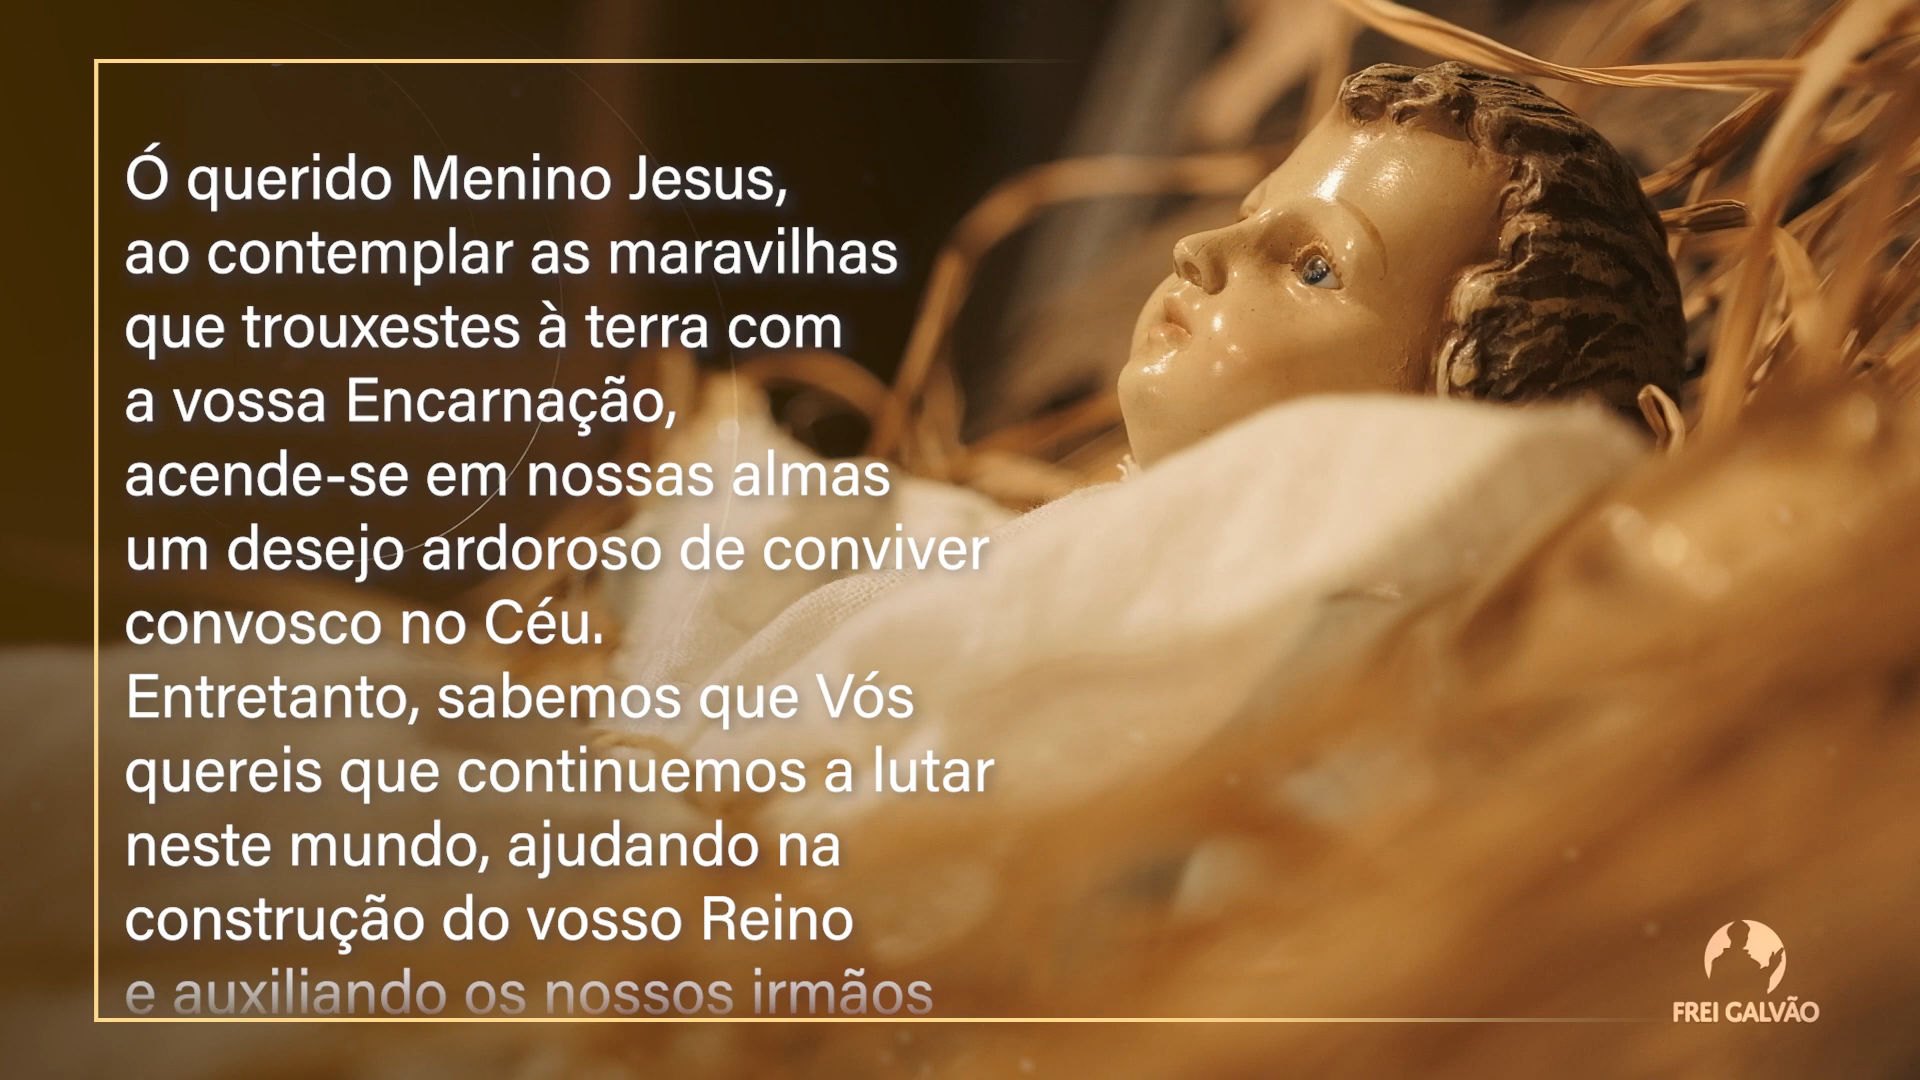 Ó querido Menino Jesus,
ao contemplar as maravilhas
que trouxestes à terra com
a vossa Encarnação,
acende-se em nossas almas
um desejo ardoroso de conviver
convosco no Céu.
Entretanto, sabemos que Vós
quereis que continuemos a lutar
neste mundo, ajudando na
construção do vosso Reino
e auxiliando os nossos irmãos
FREI GALVÃO